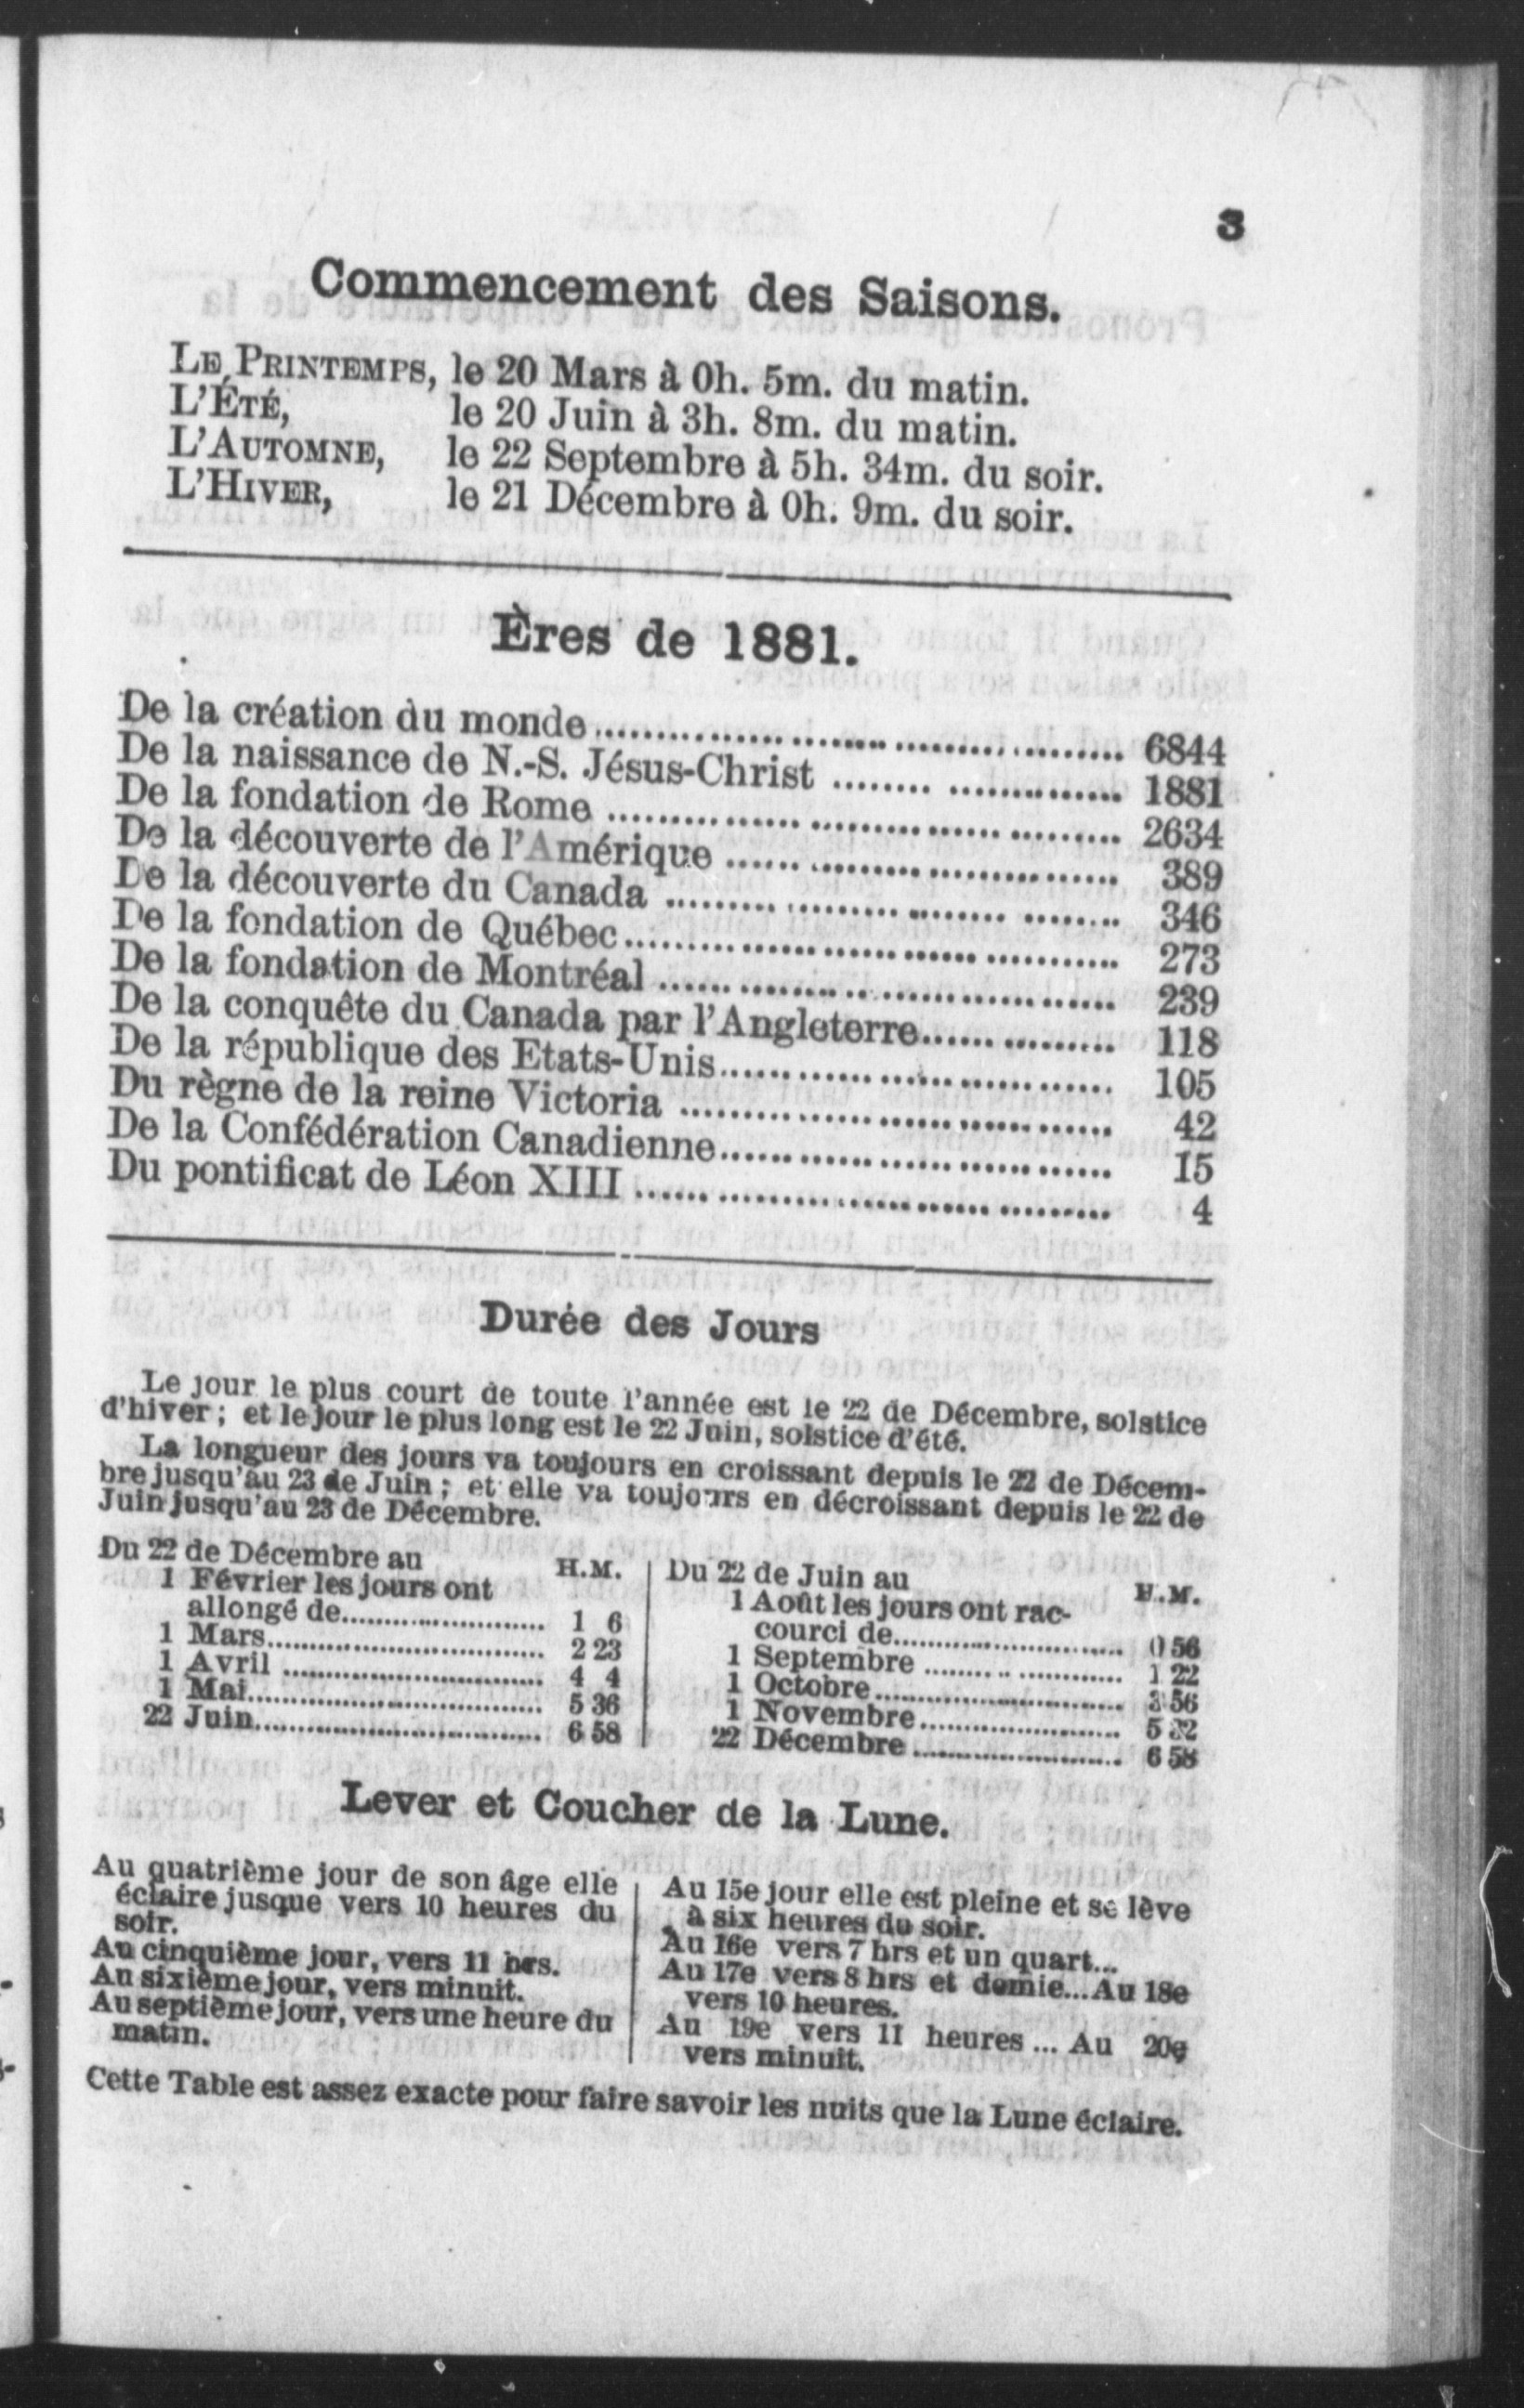 3
Commencement des Saisons.
LE PRINTEMPS, le 20 Mars à 0h. 5m. du matin.
L'ÉTÉ, le 20 Juin à 3h. 8m. du matin.
L'AUTOMNE, le 22 Septembre à 5h. 34m. du soir.
L'HIVER, le 21 Décembre à 0h. 9m. du soir.
Ères de 1881.
De la création du monde .................. 6844
De la naissance de N.-S. Jésus-Christ .................. 1881
De la fondation de Rome .................. 2634
De la découverte de l'Amérique .................. 389
De la découverte du Canada .................. 346
De la fondation de Québec .................. 273
De la fondation de Montréal .................. 239
De la conquête du Canada par l'Angleterre .................. 118
De la république des Etats-Unis .................. 105
Du règne de la reine Victoria .................. 42
De la Confédération Canadienne .................. 15
Du pontificat de Léon XIII .................. 4
Durée des Jours
Le jour le plus court de toute l'année est le 22 de Décembre, solstice
d'hiver; et le jour le plus long est le 22 Juin, solstice d'été.
La longueur des jours va toujours en croissant depuis le 22 de Décem-
bre jusqu'au 23 de Juin; et elle va toujours en décroissant depuis le 22 de
Juin jusqu'au 23 de Décembre.
Du 22 de Décembre au H.M.
1 Février les jours ont
allongé de .................. 1 6
1 Mars .................. 2 23
1 Avril .................. 4 4
1 Mai .................. 5 36
22 Juin .................. 6 58
Du 22 de Juin au H.M.
1 Août les jours ont rac-
courci de .................. 0 56
1 Septembre .................. 1 22
1 Octobre .................. 3 56
1 Novembre .................. 5 32
22 Décembre .................. 6 58
Lever et Coucher de la Lune.
Au quatrième jour de son âge elle
éclaire jusque vers 10 heures du
soir.
Au cinquième jour, vers 11 hrs.
Au sixième jour, vers minuit.
Au septième jour, vers une heure du
matin.
Au 15e jour elle est pleine et se lève
à six heures du soir.
Au 16e vers 7 hrs et un quart...
Au 17e vers 8 hrs et demie...Au 18e
vers 10 heures.
Au 19e vers 11 heures ... Au 20e
vers minuit.
Cette Table est assez exacte pour faire savoir les nuits que la Lune éclaire.